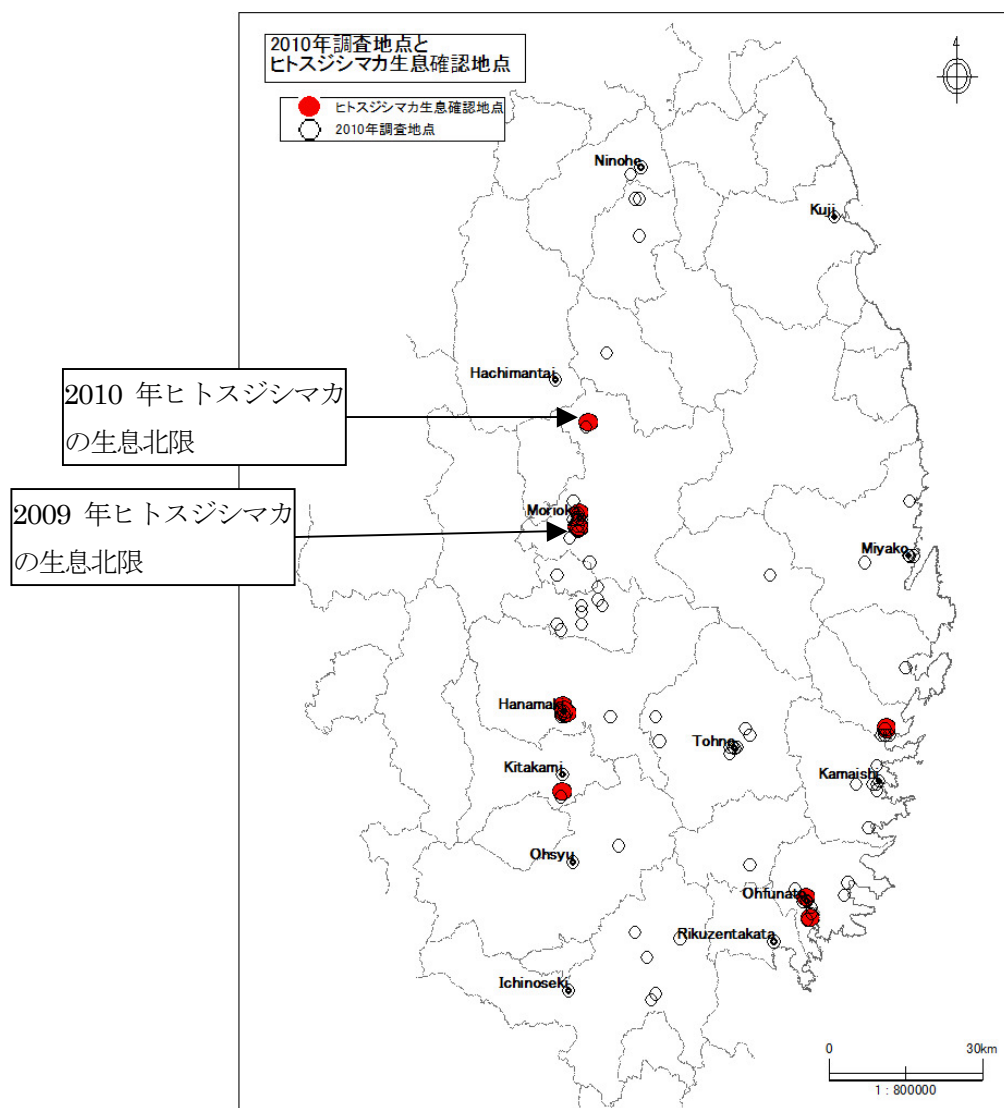 2010年調査地点と
ヒトスジシマカ生息確認地点
ヒトスジシマカ生息確認地点
2010年調査地点
4
Ninohe
Kuji
Hachimantai
2010 年ヒトスジシマカ
の生息北限
Morioka
2009 年ヒトスジシマカ
の生息北限
Miyako
Hanamaki
Tohno
Kitakami
Kamaishi
Ohsyu
Ohfunato
Rikuzentakata
Ichinoseki
0 30km
1 : 800000